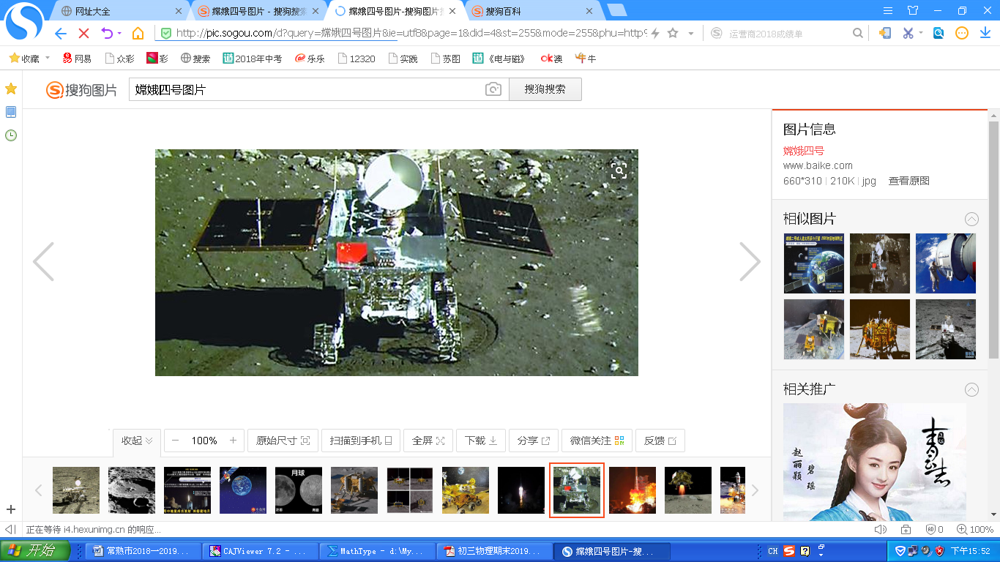 网址大全
嫦娥四号图片 - 搜狗搜索
嫦娥四号图片-搜狗图片
搜狗百科
http://pic.sogou.com/d?query=嫦娥四号图片&ie=utf8&page=1&did=4&st=255&mode=255&phu=http%
运营商2018成绩单
收藏
网易
众彩
彩
搜索
2018年中考
乐乐
12320
实践
苏图
《电与磁》
ok澳
牛
搜狗图片
嫦娥四号图片
搜狗搜索
图片信息
嫦娥四号
www.baike.com
660*310 | 210K | jpg
查看原图
相似图片
相关推广
青云志
赵丽颖
碧瑶
收起
100%
原始尺寸
扫描到手机
全屏
下载
分享
微信关注
反馈
月球
正在等待 i4.hexunimg.cn 的响应...
0
100%
开始
常熟市2018—2019...
CAJViewer 7.2 - ...
MathType - d:\My...
初三物理期末2019...
嫦娥四号图片-搜...
CH
下午15:52